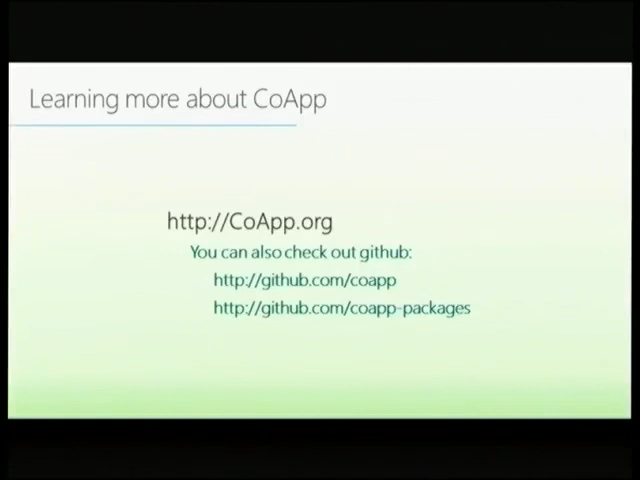 Learning more about CoApp
http://CoApp.org
You can also check out github:
http://github.com/coapp
http://github.com/coapp-packages